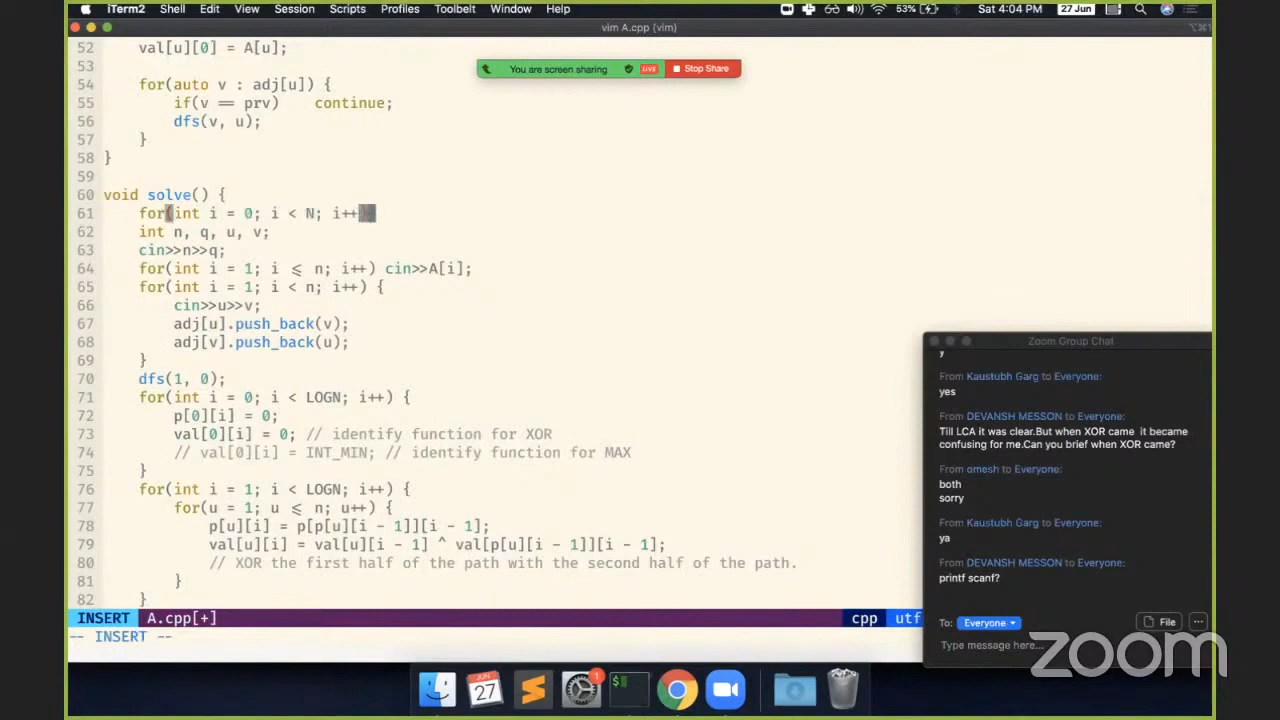 iTerm2 Shell Edit View Session Scripts Profiles Toolbelt Window Help 53% Sat 4:04 PM 27 Jun
vim A.cpp (vim)
You are screen sharing LIVE Stop Share
52 val[u][0] = A[u];
53
54 for(auto v : adj[u]) {
55 if(v == prv) continue;
56 dfs(v, u);
57 }
58 }
59
60 void solve() {
61 for(int i = 0; i < N; i++)
62 int n, q, u, v;
63 cin>>n>>q;
64 for(int i = 1; i <= n; i++) cin>>A[i];
65 for(int i = 1; i < n; i++) {
66 cin>>u>>v;
67 adj[u].push_back(v);
68 adj[v].push_back(u);
69 }
70 dfs(1, 0);
71 for(int i = 0; i < LOGN; i++) {
72 p[0][i] = 0;
73 val[0][i] = 0; // identify function for XOR
74 // val[0][i] = INT_MIN; // identify function for MAX
75 }
76 for(int i = 1; i < LOGN; i++) {
77 for(u = 1; u <= n; u++) {
78 p[u][i] = p[p[u][i - 1]][i - 1];
79 val[u][i] = val[u][i - 1] ^ val[p[u][i - 1]][i - 1];
80 // XOR the first half of the path with the second half of the path.
81 }
82 }
INSERT A.cpp[+] cpp utf
-- INSERT --
Zoom Group Chat
y
From Kaustubh Garg to Everyone:
yes
From DEVANSH MESSON to Everyone:
Till LCA it was clear.But when XOR came it became
confusing for me.Can you brief when XOR came?
From omesh to Everyone:
both
sorry
From Kaustubh Garg to Everyone:
ya
From DEVANSH MESSON to Everyone:
printf scanf?
To: Everyone File
Type message here...
zoom
JUN
27
1
$